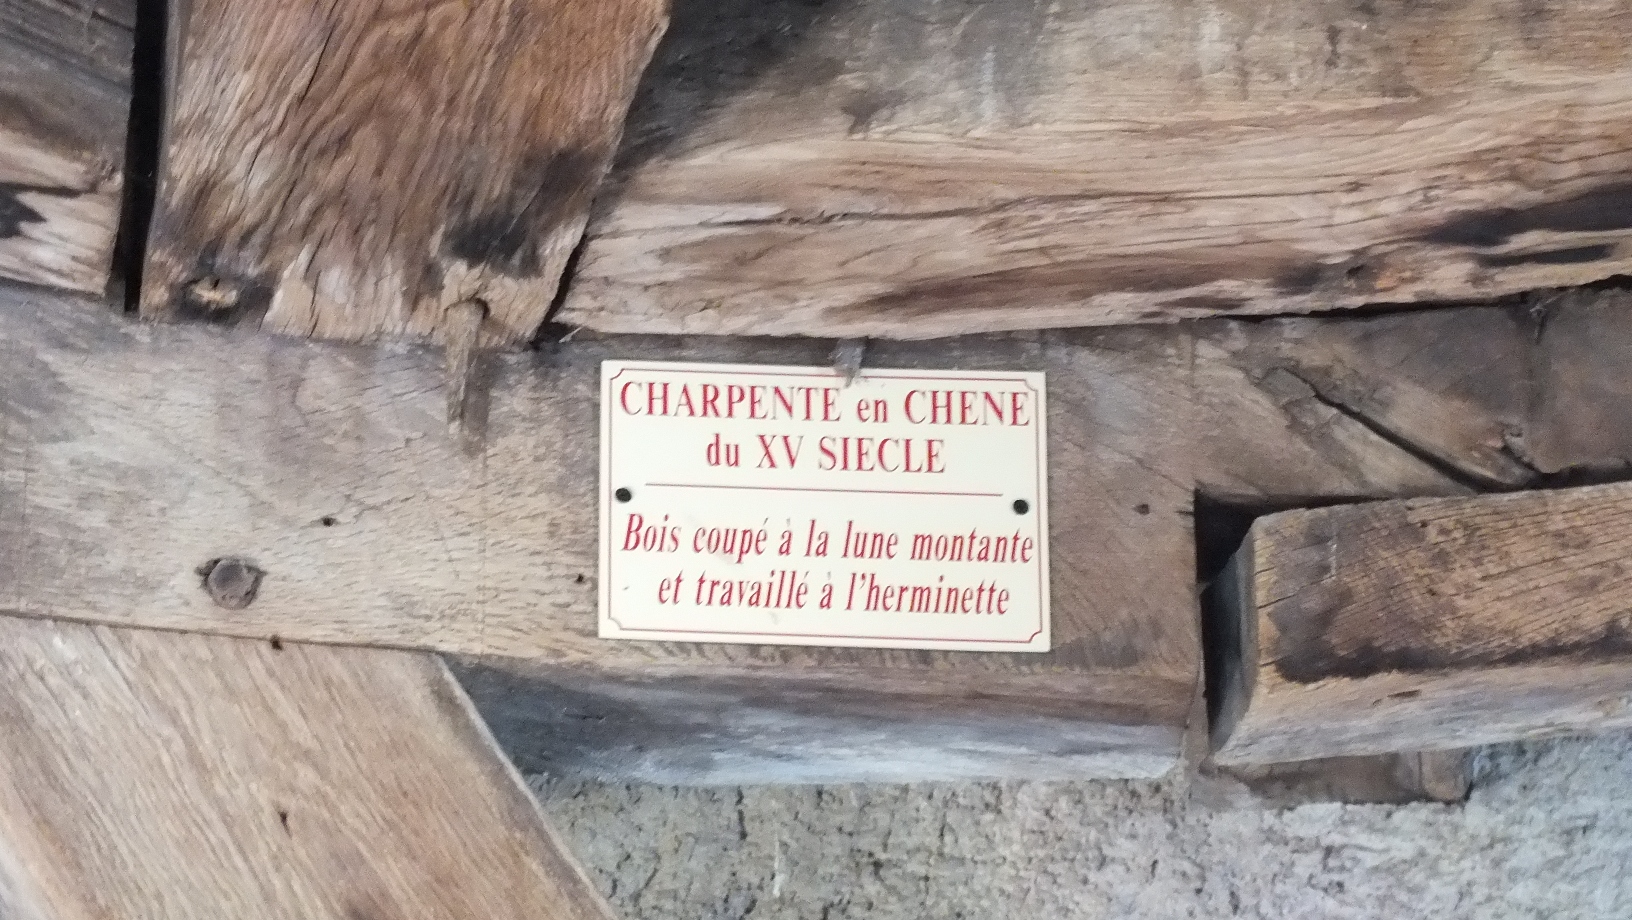 CHARPENTE en CHENE
du XV SIECLE
Bois coupé à la lune montante
et travaillé à l'herminette